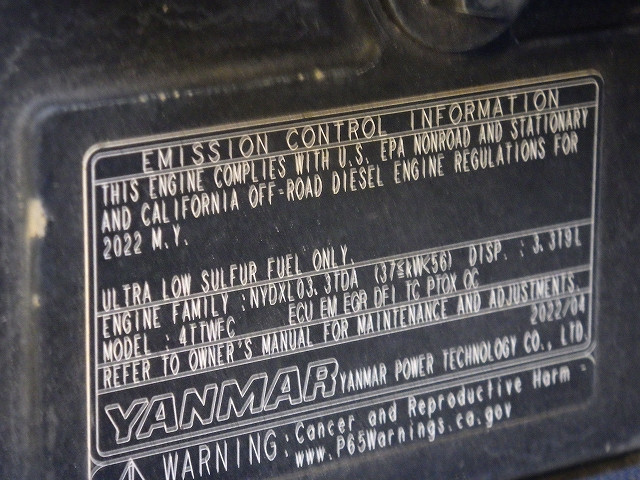 EMISSION CONTROL INFORMATION
THIS ENGINE COMPLIES WITH U.S. EPA NONROAD AND STATIONARY
AND CALIFORNIA OFF-ROAD DIESEL ENGINE REGULATIONS FOR
2022 M.Y.
ULTRA LOW SULFUR FUEL ONLY.
ENGINE FAMILY : NYDXL03.3TDA (37≦kW<56) DISP. : 3.319L
MODEL : 4TTWFC ECU EM EGR DFI TC PTOX OC
REFER TO OWNER'S MANUAL FOR MAINTENANCE AND ADJUSTMENTS.
2022/04
YANMAR YANMAR POWER TECHNOLOGY CO., LTD.
WARNING: Cancer and Reproductive Harm -
www.P65Warnings.ca.gov